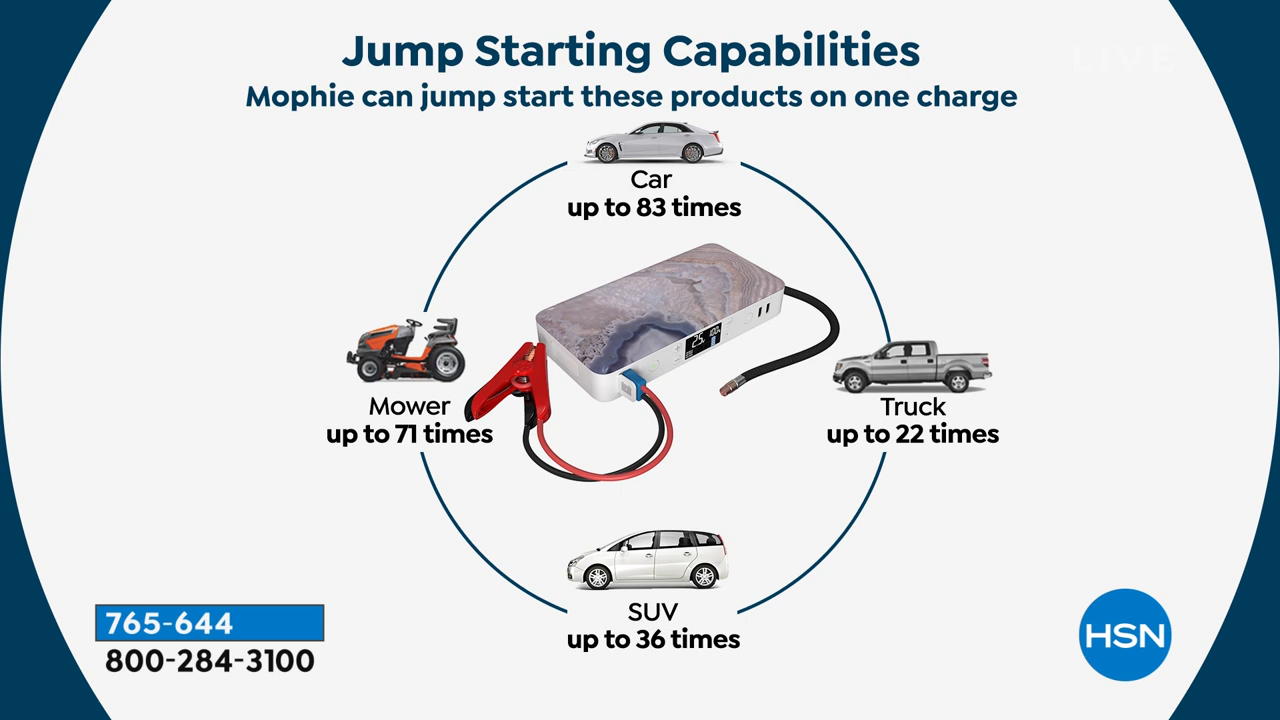 Jump Starting Capabilities
LIVE
Mophie can jump start these products on one charge
Car
up to 83 times
Mower
up to 71 times
Truck
up to 22 times
SUV
up to 36 times
765-644
800-284-3100
HSN